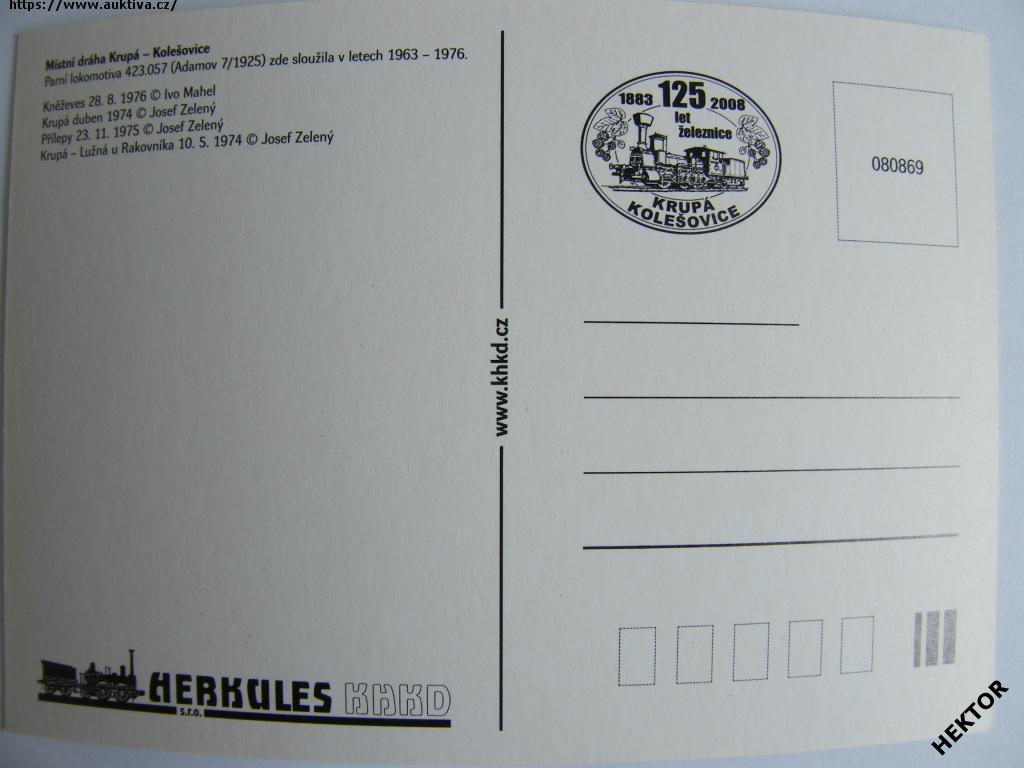 https://www.auktiva.cz/
Místní dráha Krupá – Kolešovice
Parní lokomotiva 423.057 (Adamov 7/1925) zde sloužila v letech 1963 – 1976.
Kněževes 28. 8. 1976 © Ivo Mahel
Krupá duben 1974 © Josef Zelený
Přílepy 23. 11. 1975 © Josef Zelený
Krupá – Lužná u Rakovníka 10. 5. 1974 © Josef Zelený
1883 125 2008
let
železnice
KRUPÁ
KOLEŠOVICE
080869
www.khkd.cz
HERKULES KHKD
s.r.o.
HEKTOR